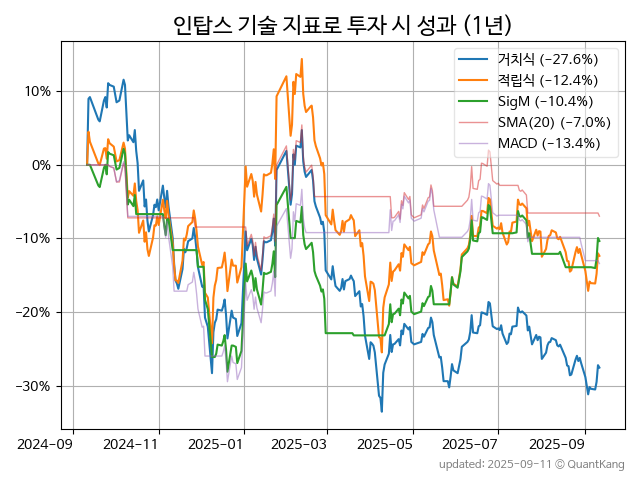 인탑스 기술 지표로 투자 시 성과 (1년)
거치식 (−27.6%)
적립식 (−12.4%)
SigM (−10.4%)
SMA(20) (−7.0%)
MACD (−13.4%)
10%
0%
−10%
−20%
−30%
2024-09 2024-11 2025-01 2025-03 2025-05 2025-07 2025-09
updated: 2025-09-11 © QuantKang